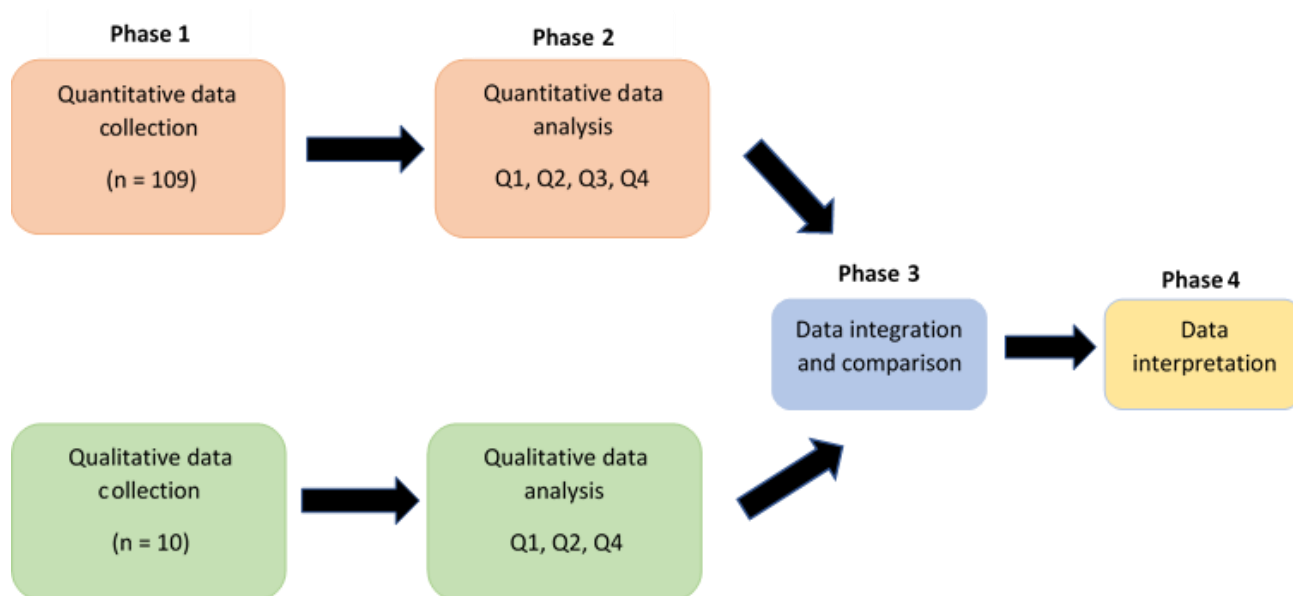 Phase 1
Quantitative data
collection
(n = 109)
Phase 2
Quantitative data
analysis
Q1, Q2, Q3, Q4
Phase 3
Data integration
and comparison
Phase 4
Data
interpretation
Qualitative data
collection
(n = 10)
Qualitative data
analysis
Q1, Q2, Q4